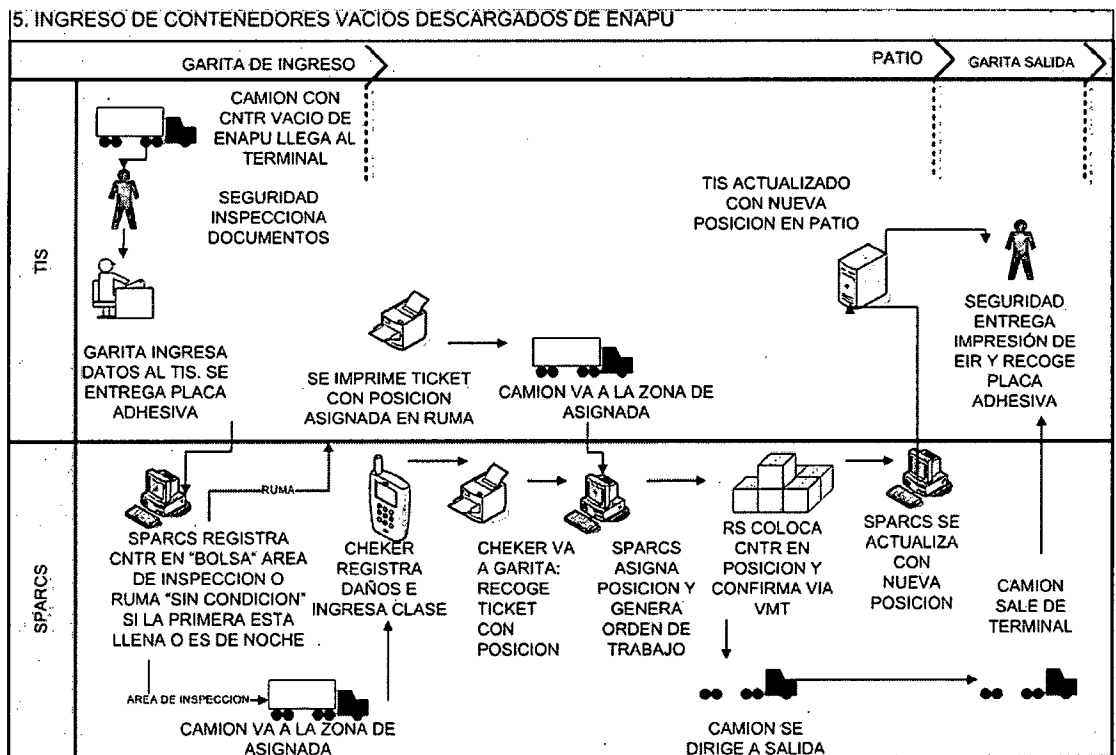 5. INGRESO DE CONTENEDORES VACIOS DESCARGADOS DE ENAPU
GARITA DE INGRESO
PATIO
GARITA SALIDA
TIS
CAMION CON
CNTR VACIO DE
ENAPU LLEGA AL
TERMINAL
SEGURIDAD
INSPECCIONA
DOCUMENTOS
GARITA INGRESA
DATOS AL TIS. SE
ENTREGA PLACA
ADHESIVA
SE IMPRIME TICKET
CON POSICION
ASIGNADA EN RUMA
CAMION VA A LA ZONA DE
ASIGNADA
TIS ACTUALIZADO
CON NUEVA
POSICION EN PATIO
SEGURIDAD
ENTREGA
IMPRESIÓN DE
EIR Y RECOGE
PLACA
ADHESIVA
SPARCS
SPARCS REGISTRA
CNTR EN "BOLSA" AREA
DE INSPECCION O
RUMA "SIN CONDICION"
SI LA PRIMERA ESTA
LLENA O ES DE NOCHE
RUMA
AREA DE INSPECCION
CAMION VA A LA ZONA DE
ASIGNADA
CHEKER
REGISTRA
DAÑOS E
INGRESA CLASE
CHEKER VA
A GARITA:
RECOGE
TICKET
CON
POSICION
SPARCS
ASIGNA
POSICION Y
GENERA
ORDEN DE
TRABAJO
RS COLOCA
CNTR EN
POSICION Y
CONFIRMA VIA
VMT
CAMION SE
DIRIGE A SALIDA
SPARCS SE
ACTUALIZA
CON
NUEVA
POSICION
CAMION
SALE DE
TERMINAL